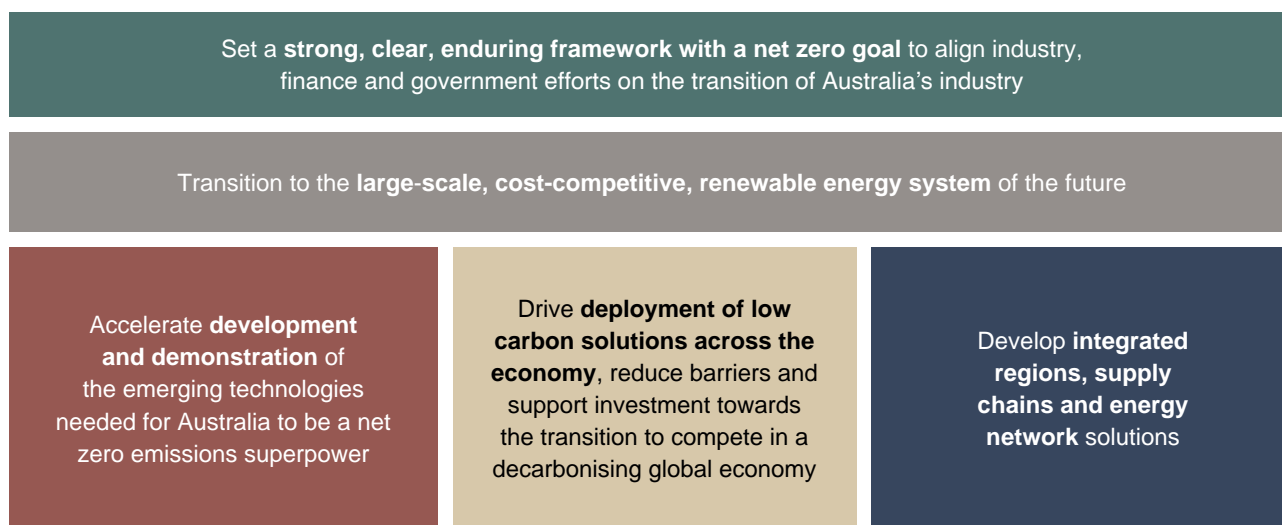 Set a strong, clear, enduring framework with a net zero goal to align industry,
finance and government efforts on the transition of Australia’s industry
Transition to the large-scale, cost-competitive, renewable energy system of the future
Accelerate development
and demonstration of
the emerging technologies
needed for Australia to be a net
zero emissions superpower
Drive deployment of low
carbon solutions across the
economy, reduce barriers and
support investment towards
the transition to compete in a
decarbonising global economy
Develop integrated
regions, supply
chains and energy
network solutions